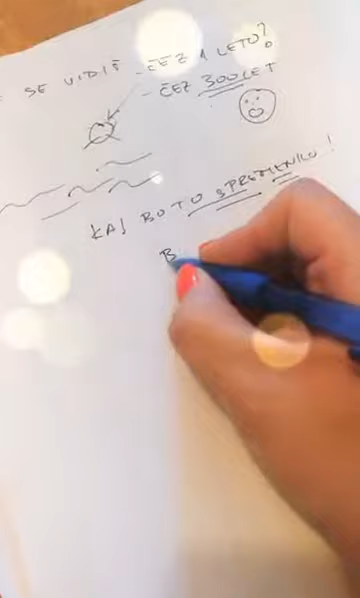 SE VIDIŠ - ČEZ 1 LETO?
- ČEZ 300 LET
KAJ BO TO SPREMENILO!
B